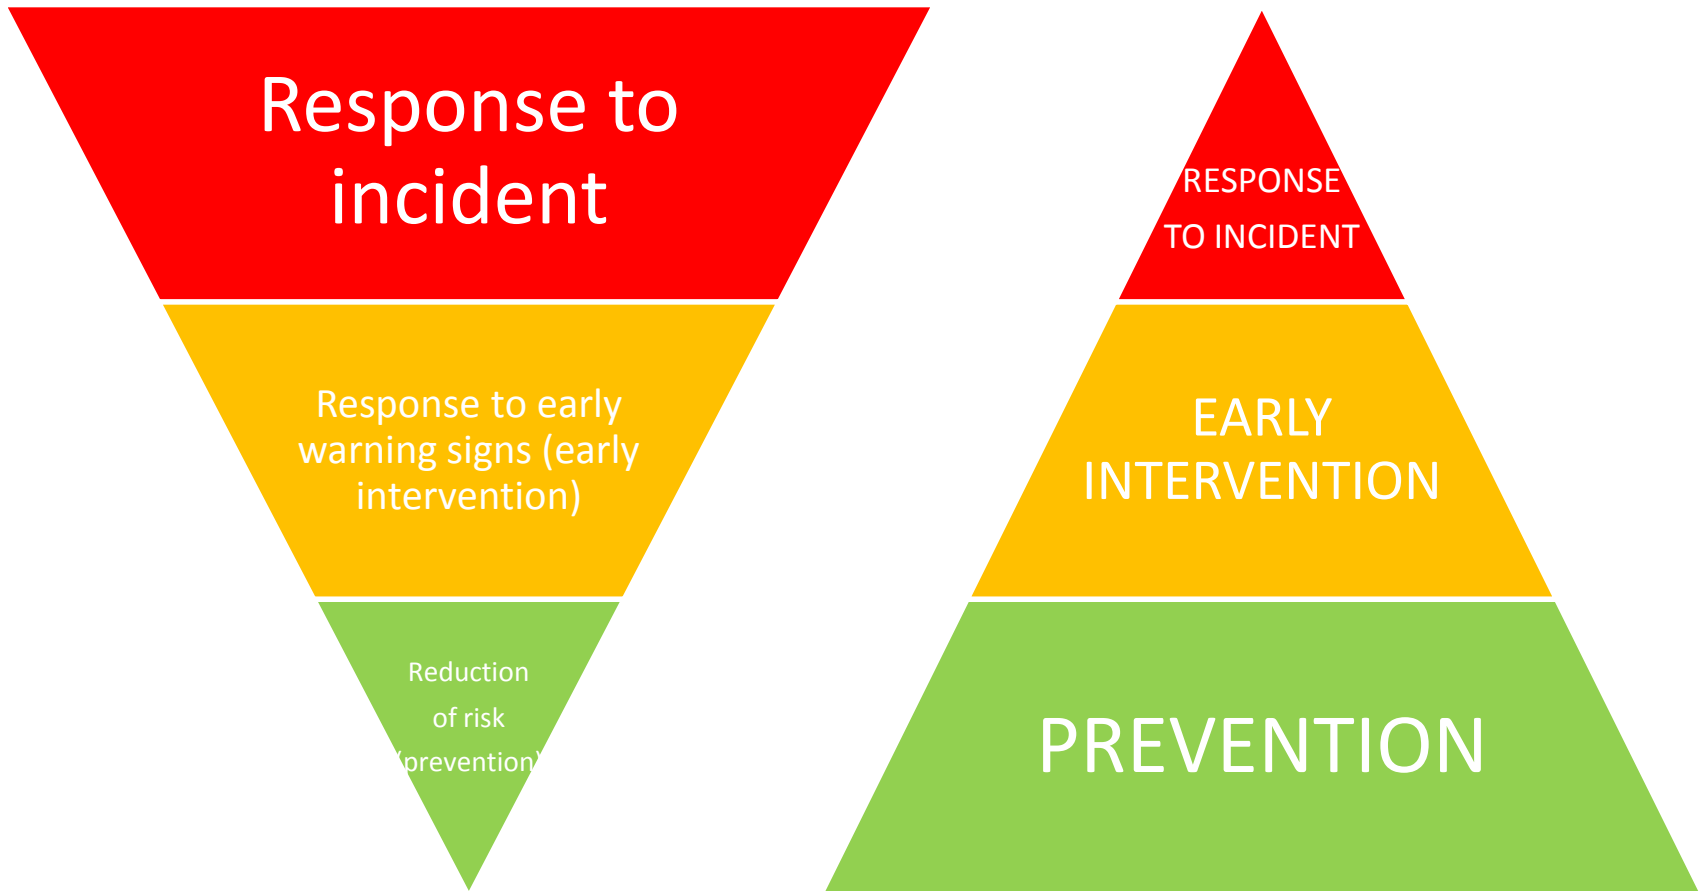 Response to
incident
Response to early
warning signs (early
intervention)
Reduction
of risk
(prevention)
RESPONSE
TO INCIDENT
EARLY
INTERVENTION
PREVENTION